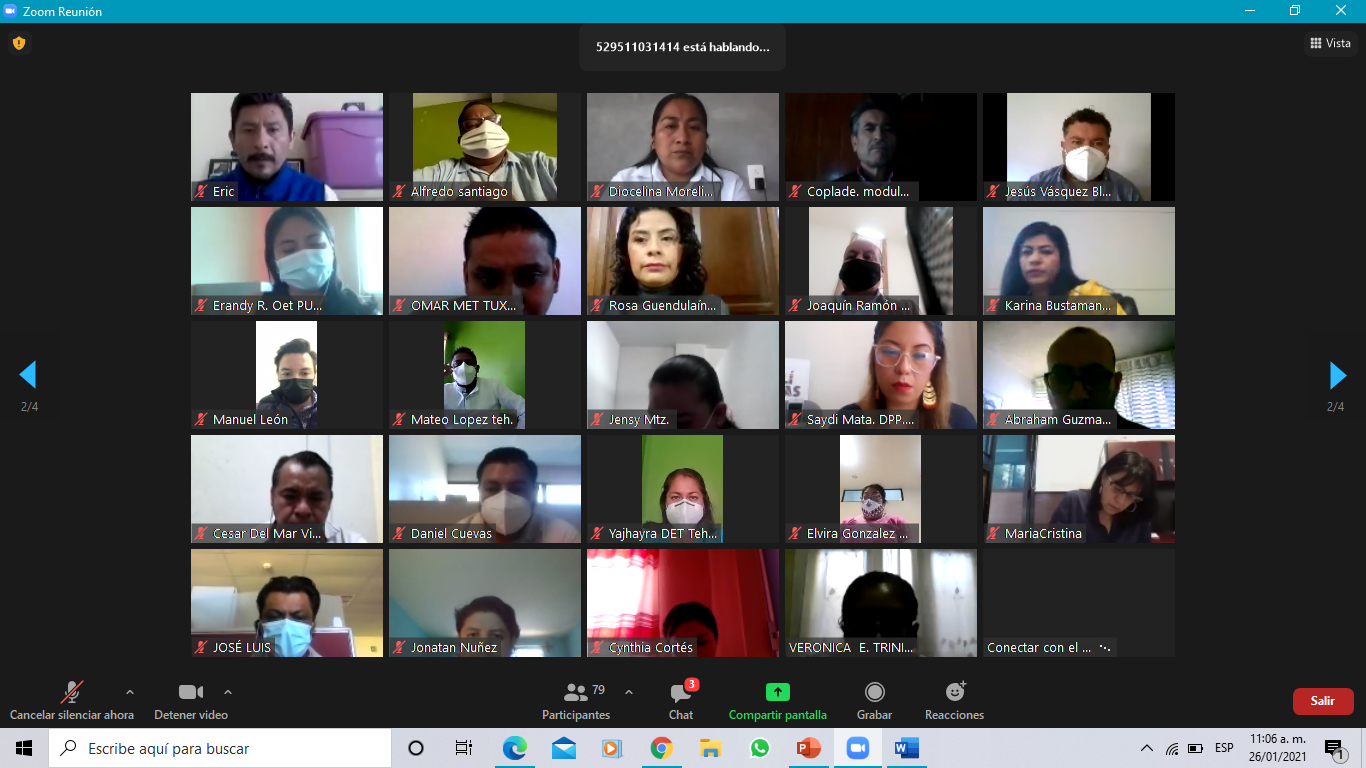 Zoom Reunión
529511031414 está hablando...
Vista
Eric
Alfredo santiago
Diocelina Moreli...
Coplade. modul...
Jesús Vásquez Bl...
Erandy R. Oet PU...
OMAR MET TUX...
Rosa Guendulaín...
Joaquín Ramón ...
Karina Bustaman...
2/4
2/4
Manuel León
Mateo Lopez teh.
Jensy Mtz.
Saydi Mata. DPP....
Abraham Guzma...
Cesar Del Mar Vi...
Daniel Cuevas
Yajhayra DET Teh...
Elvira Gonzalez ...
MariaCristina
JOSÉ LUIS
Jonatan Nuñez
Cynthia Cortés
VERONICA E. TRINI...
Conectar con el ...
Cancelar silenciar ahora
Detener video
Participantes
79
Chat
3
Compartir pantalla
Grabar
Reacciones
Salir
Escribe aquí para buscar
ESP
11:06 a. m.
26/01/2021
1